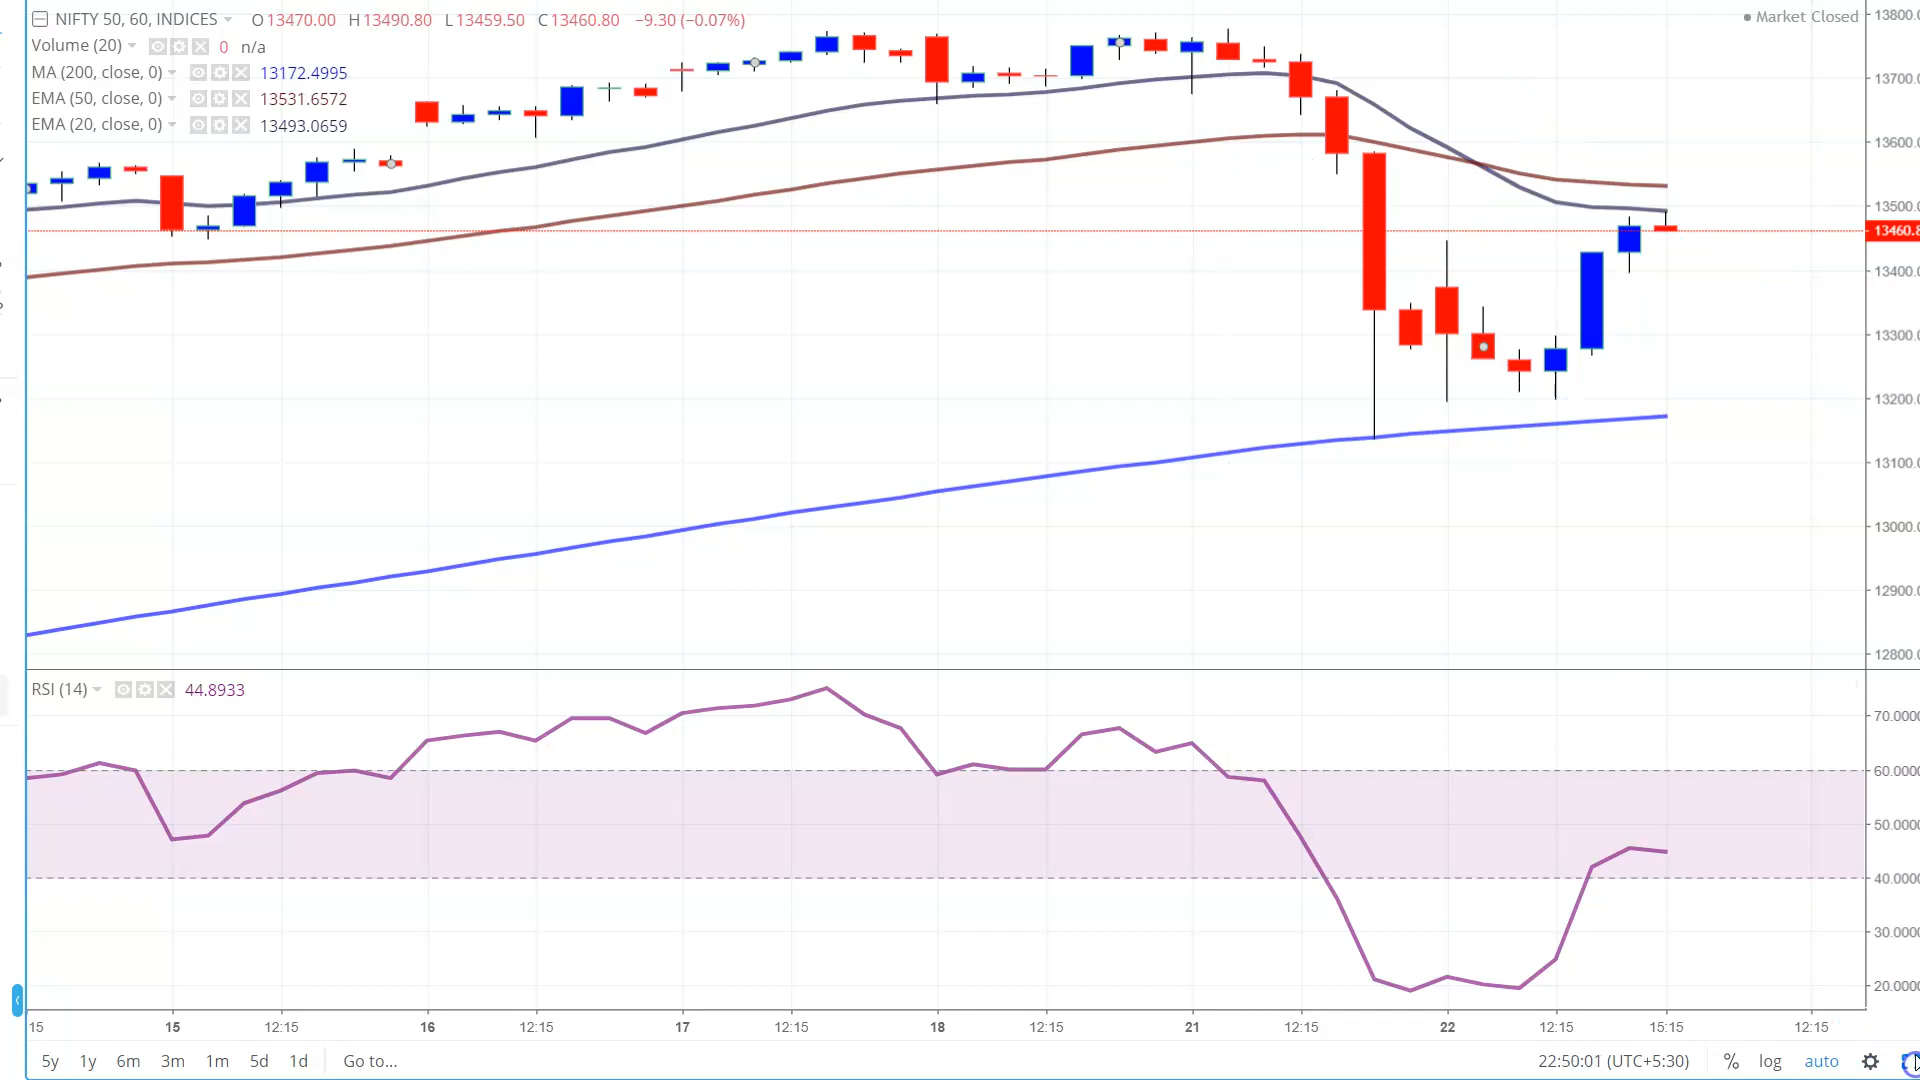 NIFTY 50, 60, INDICES O 13470.00 H 13490.80 L 13459.50 C 13460.80 −9.30 (−0.07%)
Market Closed
Volume (20) 0 n/a
MA (200, close, 0) 13172.4995
EMA (50, close, 0) 13531.6572
EMA (20, close, 0) 13493.0659
13800.0
13700.0
13600.0
13500.0
13460.8
13400.0
13300.0
13200.0
13100.0
13000.0
12900.0
12800.0
RSI (14) 44.8933
70.0000
60.0000
50.0000
40.0000
30.0000
20.0000
15 15 12:15 16 12:15 17 12:15 18 12:15 21 12:15 22 12:15 15:15 12:15
5y 1y 6m 3m 1m 5d 1d Go to... 22:50:01 (UTC+5:30) % log auto